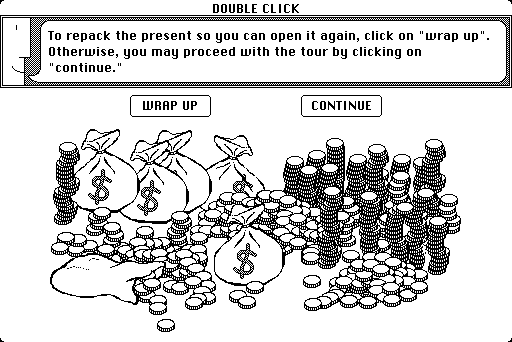 DOUBLE CLICK
To repack the present so you can open it again, click on "wrap up".
Otherwise, you may proceed with the tour by clicking on
"continue."
WRAP UP
CONTINUE
$
$
$
$